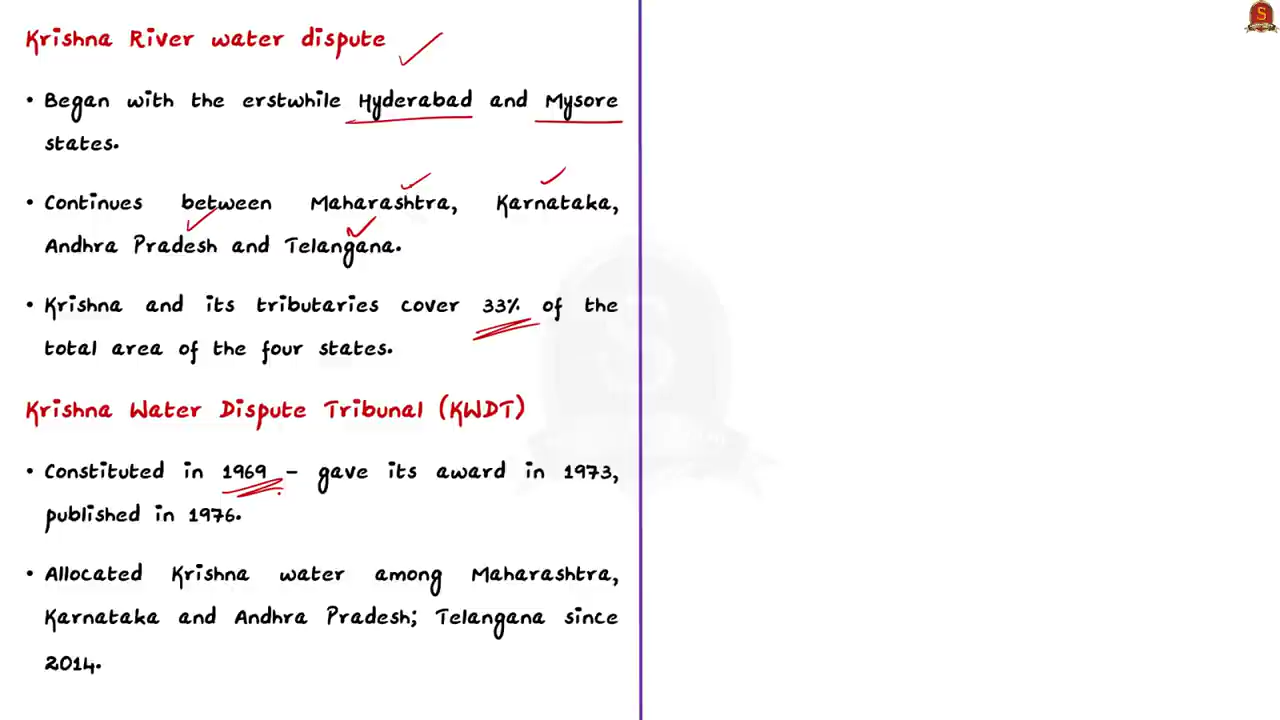 Krishna River water dispute
• Began with the erstwhile Hyderabad and Mysore
states.
• Continues between Maharashtra, Karnataka,
Andhra Pradesh and Telangana.
• Krishna and its tributaries cover 33% of the
total area of the four states.
Krishna Water Dispute Tribunal (KWDT)
• Constituted in 1969 - gave its award in 1973,
published in 1976.
• Allocated Krishna water among Maharashtra,
Karnataka and Andhra Pradesh; Telangana since
2014.